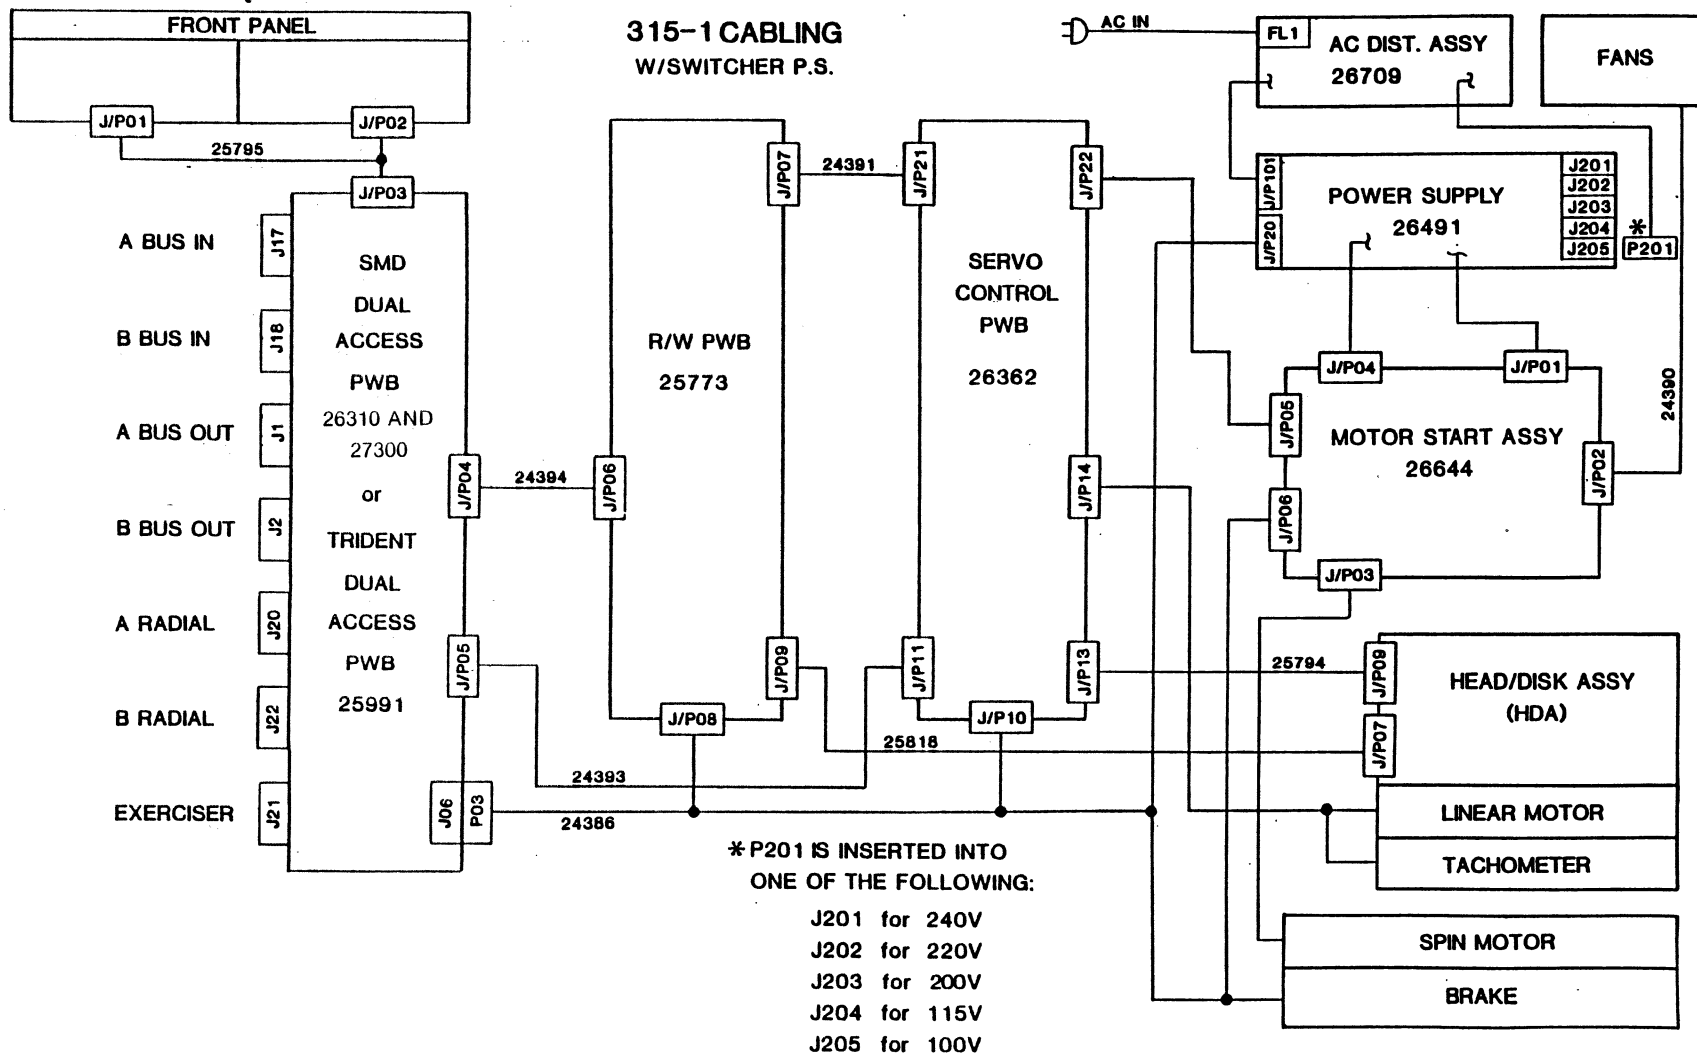 315-1 CABLING
W/SWITCHER P.S.
FRONT PANEL
J/P01
J/P02
25795
J/P03
A BUS IN
J17
B BUS IN
J18
A BUS OUT
J1
B BUS OUT
J2
A RADIAL
J20
B RADIAL
J22
EXERCISER
J21
SMD
DUAL
ACCESS
PWB
26310 AND
27300
or
TRIDENT
DUAL
ACCESS
PWB
25991
J/P04
J/P05
J06
P03
24394
24393
24386
R/W PWB
25773
J/P06
J/P07
J/P08
J/P09
24391
25818
SERVO
CONTROL
PWB
26362
J/P21
J/P22
J/P11
J/P14
J/P13
J/P10
AC IN
FL1
AC DIST. ASSY
26709
FANS
J/P101
J/P20
POWER SUPPLY
26491
J201
J202
J203
J204
J205
*
P201
24390
J/P04
J/P01
J/P05
J/P06
J/P02
J/P03
MOTOR START ASSY
26644
25794
J/P09
J/P07
HEAD/DISK ASSY
(HDA)
LINEAR MOTOR
TACHOMETER
SPIN MOTOR
BRAKE
* P201 IS INSERTED INTO
ONE OF THE FOLLOWING:
J201 for 240V
J202 for 220V
J203 for 200V
J204 for 115V
J205 for 100V